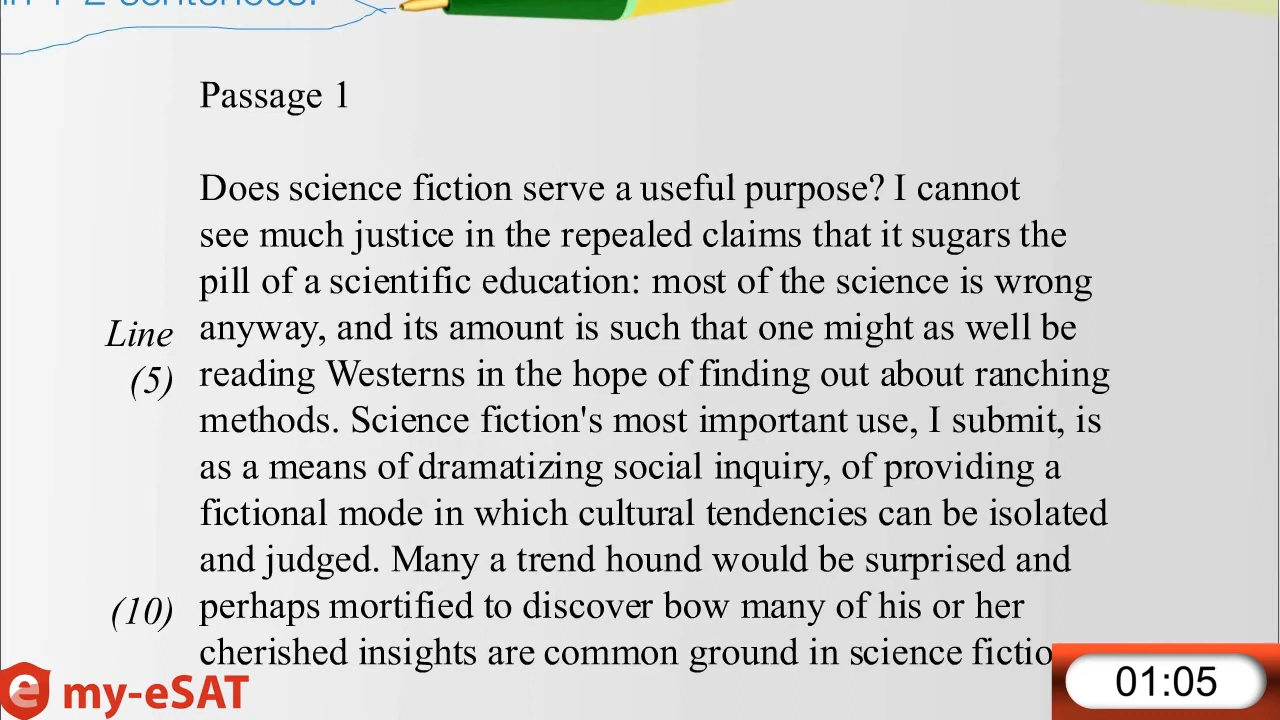 in 1-2 sentences.
Passage 1
Does science fiction serve a useful purpose? I cannot
see much justice in the repealed claims that it sugars the
pill of a scientific education: most of the science is wrong
Line anyway, and its amount is such that one might as well be
(5) reading Westerns in the hope of finding out about ranching
methods. Science fiction's most important use, I submit, is
as a means of dramatizing social inquiry, of providing a
fictional mode in which cultural tendencies can be isolated
and judged. Many a trend hound would be surprised and
(10) perhaps mortified to discover bow many of his or her
cherished insights are common ground in science fictio
my-eSAT
01:05